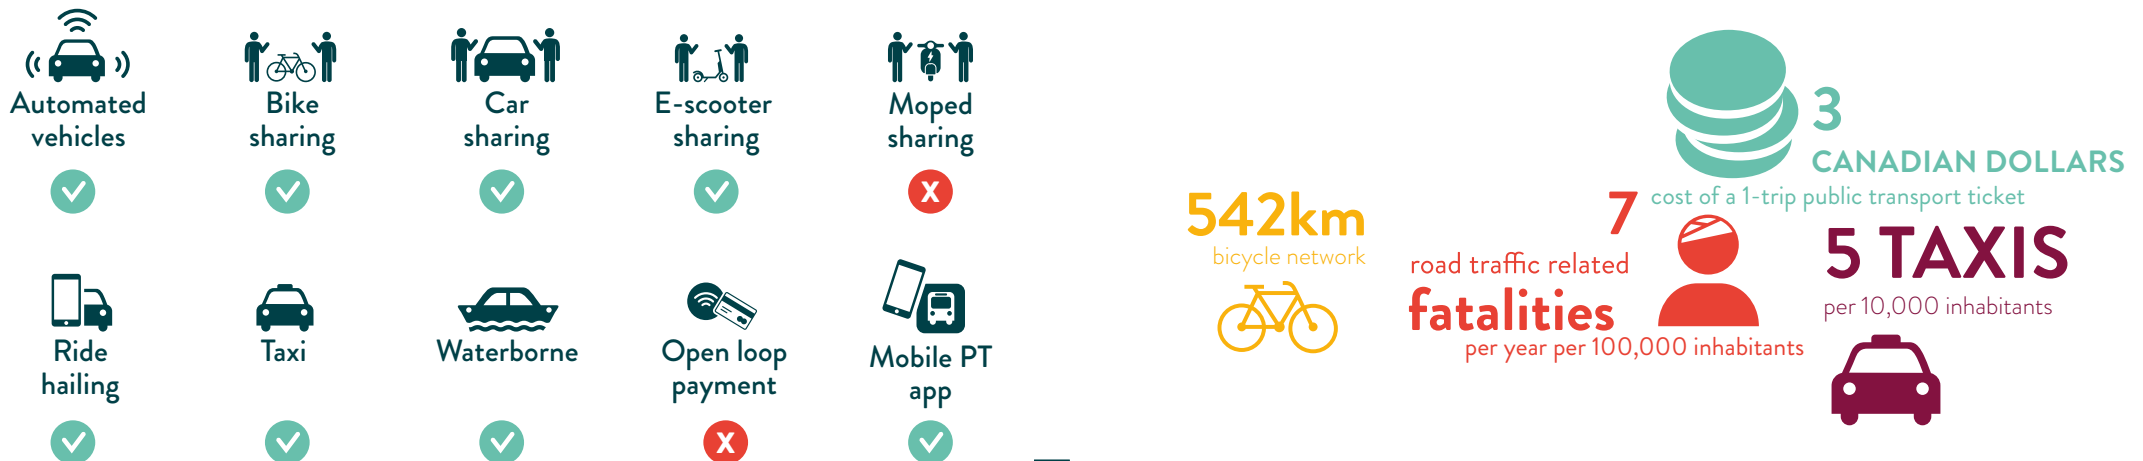 Automated
vehicles
Bike
sharing
Car
sharing
E-scooter
sharing
Moped
sharing
X
Ride
hailing
Taxi
Waterborne
Open loop
payment
X
Mobile PT
app
542km
bicycle network
3
CANADIAN DOLLARS
cost of a 1-trip public transport ticket
7
road traffic related
fatalities
per year per 100,000 inhabitants
5 TAXIS
per 10,000 inhabitants